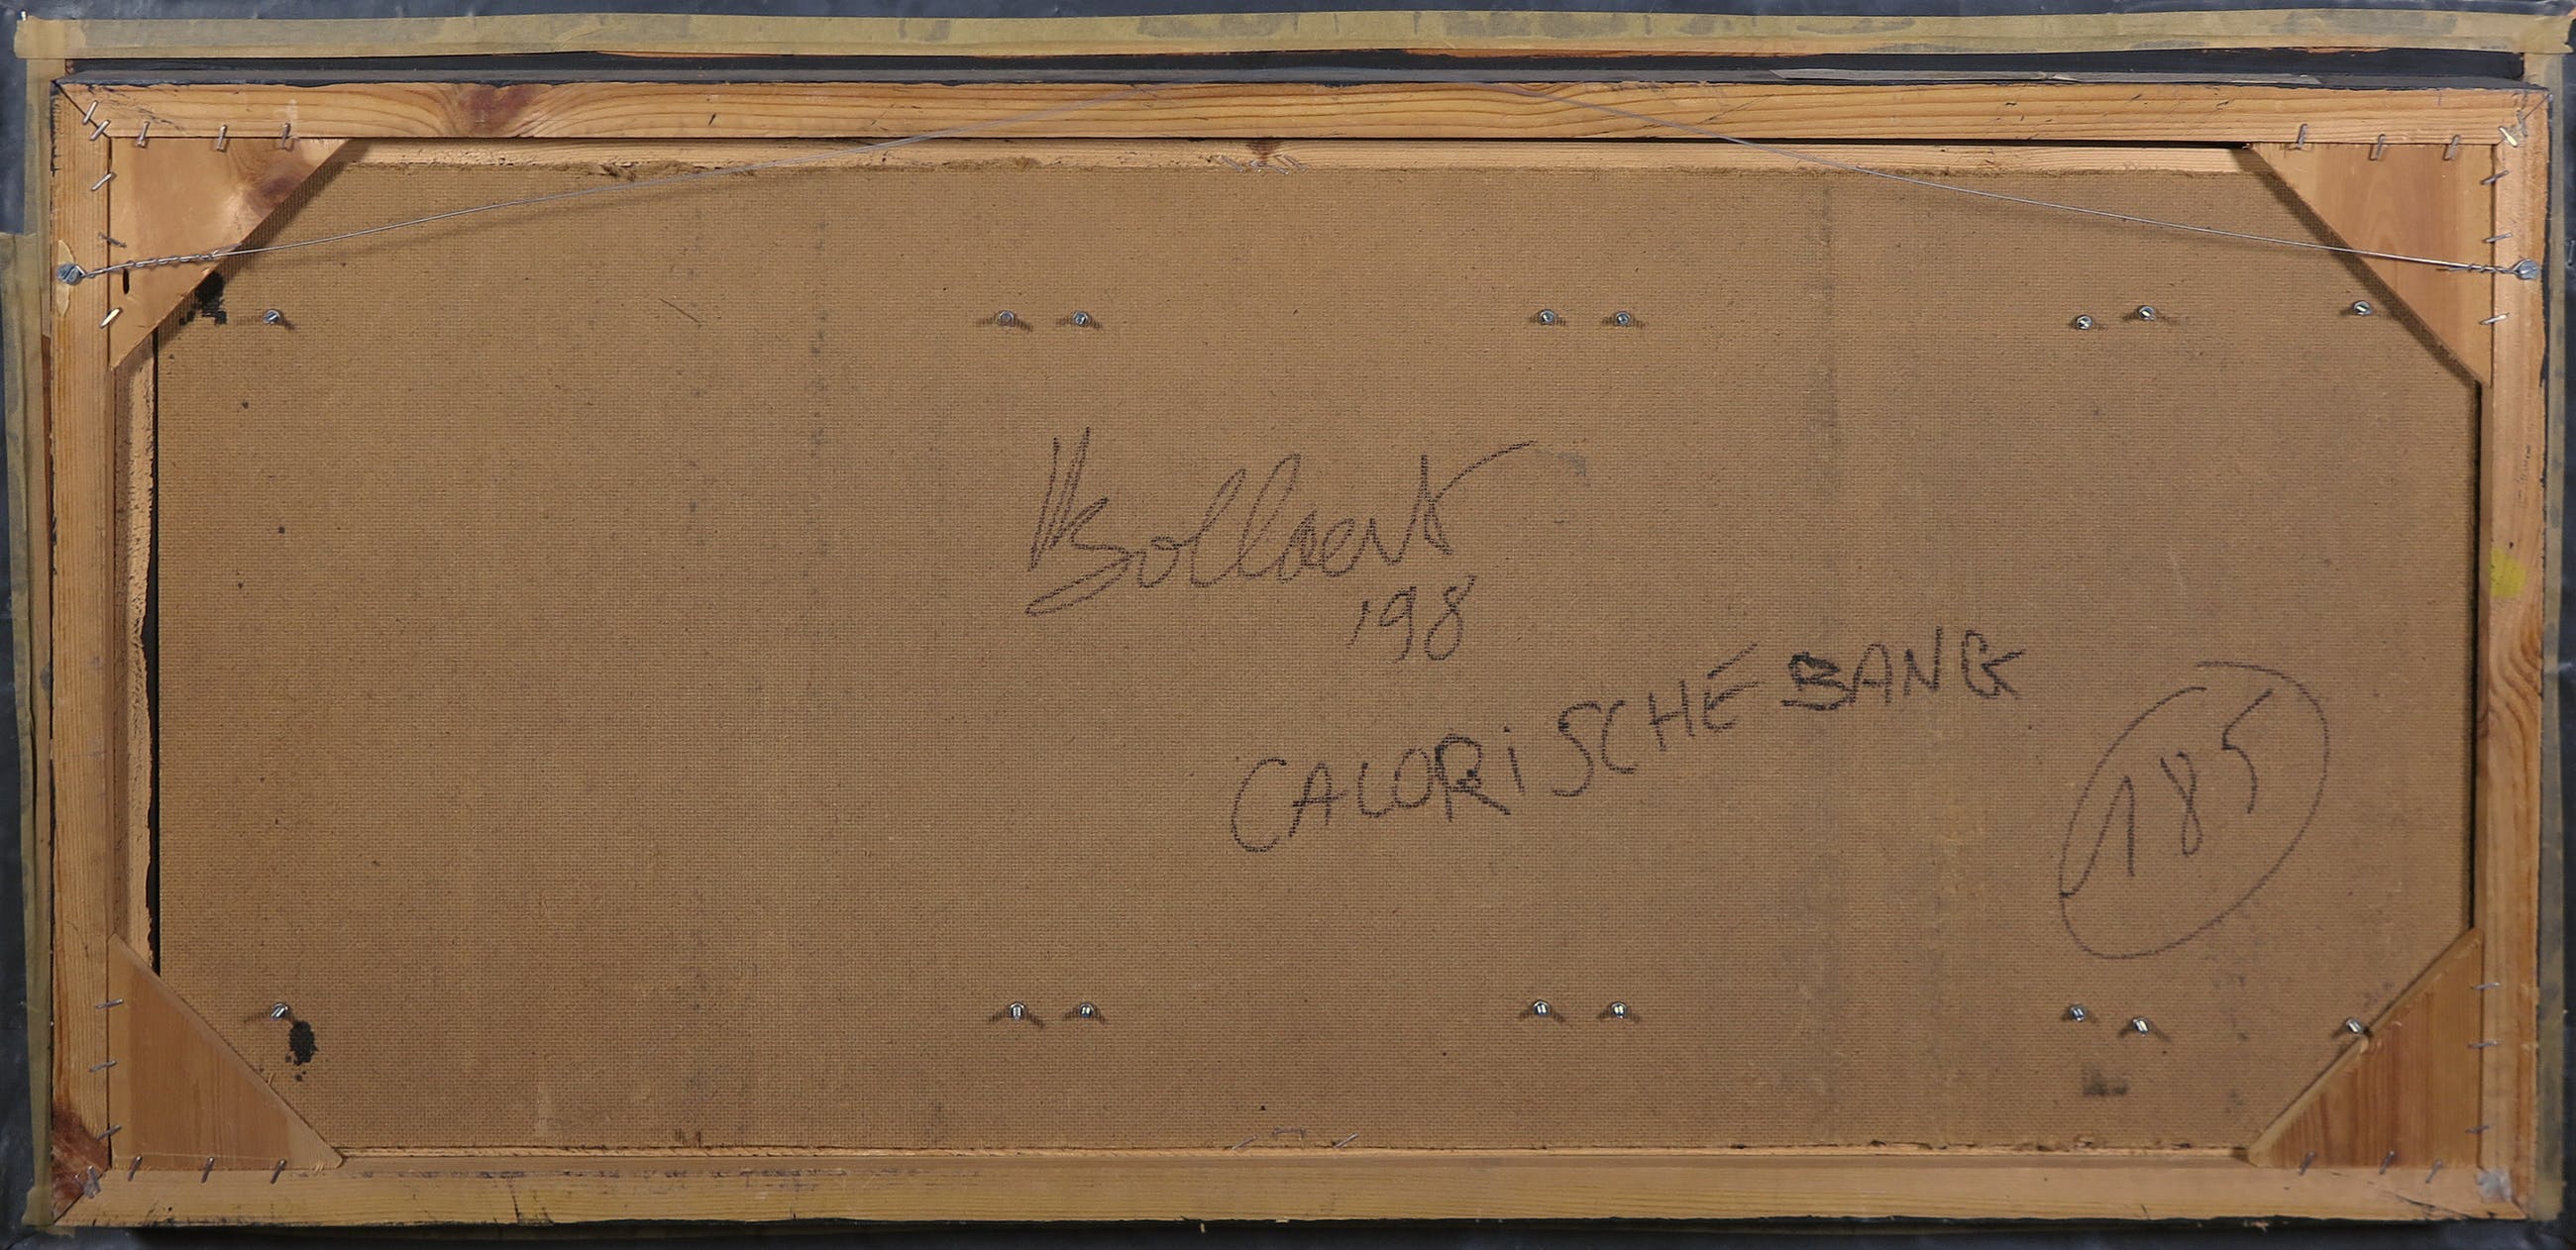 Bollaert
'98
CALORiSCHE BANG
185